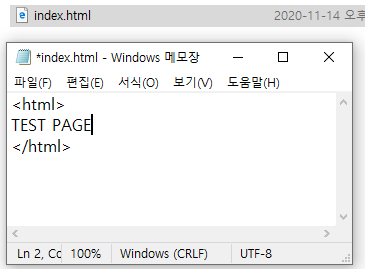 index.html 2020-11-14 오후
*index.html - Windows 메모장
파일(F) 편집(E) 서식(O) 보기(V) 도움말(H)
<html>
TEST PAGE
</html>
Ln 2, Co 100% Windows (CRLF) UTF-8